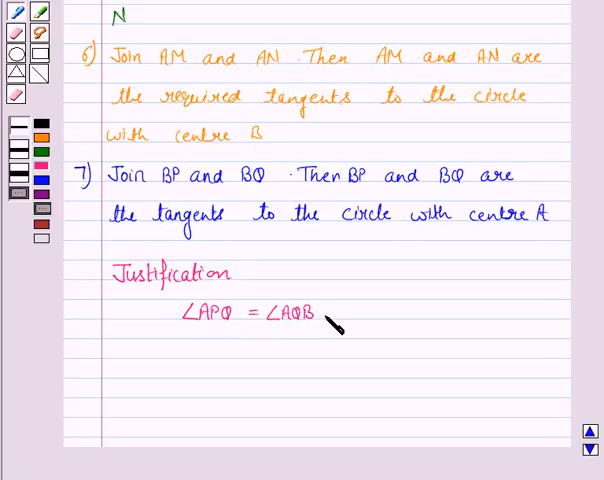 N
6) Join AM and AN . Then AM and AN are
the required tangents to the circle
with centre B
7) Join BP and BQ . Then BP and BQ are
the tangents to the circle with centre A
Justification
∠APQ = ∠AQB